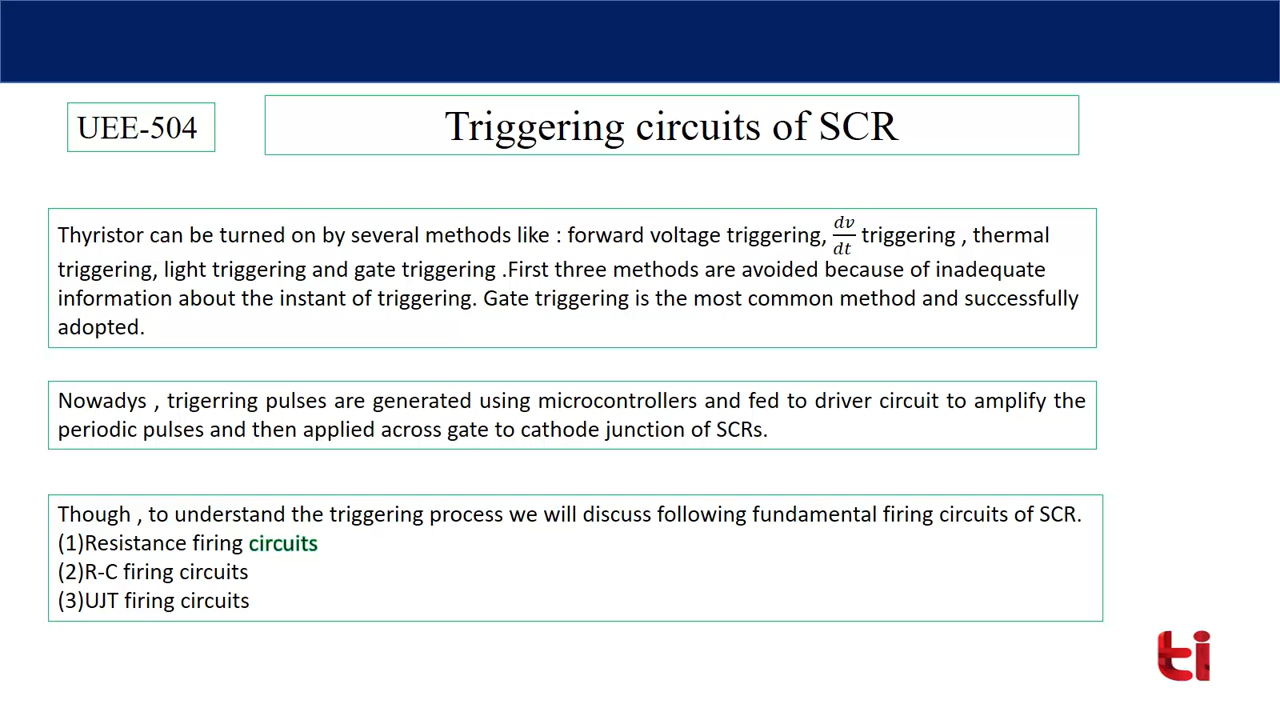 UEE-504
Triggering circuits of SCR
Thyristor can be turned on by several methods like : forward voltage triggering, dv/dt triggering , thermal
triggering, light triggering and gate triggering .First three methods are avoided because of inadequate
information about the instant of triggering. Gate triggering is the most common method and successfully
adopted.
Nowadys , trigerring pulses are generated using microcontrollers and fed to driver circuit to amplify the
periodic pulses and then applied across gate to cathode junction of SCRs.
Though , to understand the triggering process we will discuss following fundamental firing circuits of SCR.
(1)Resistance firing circuits
(2)R-C firing circuits
(3)UJT firing circuits
ti